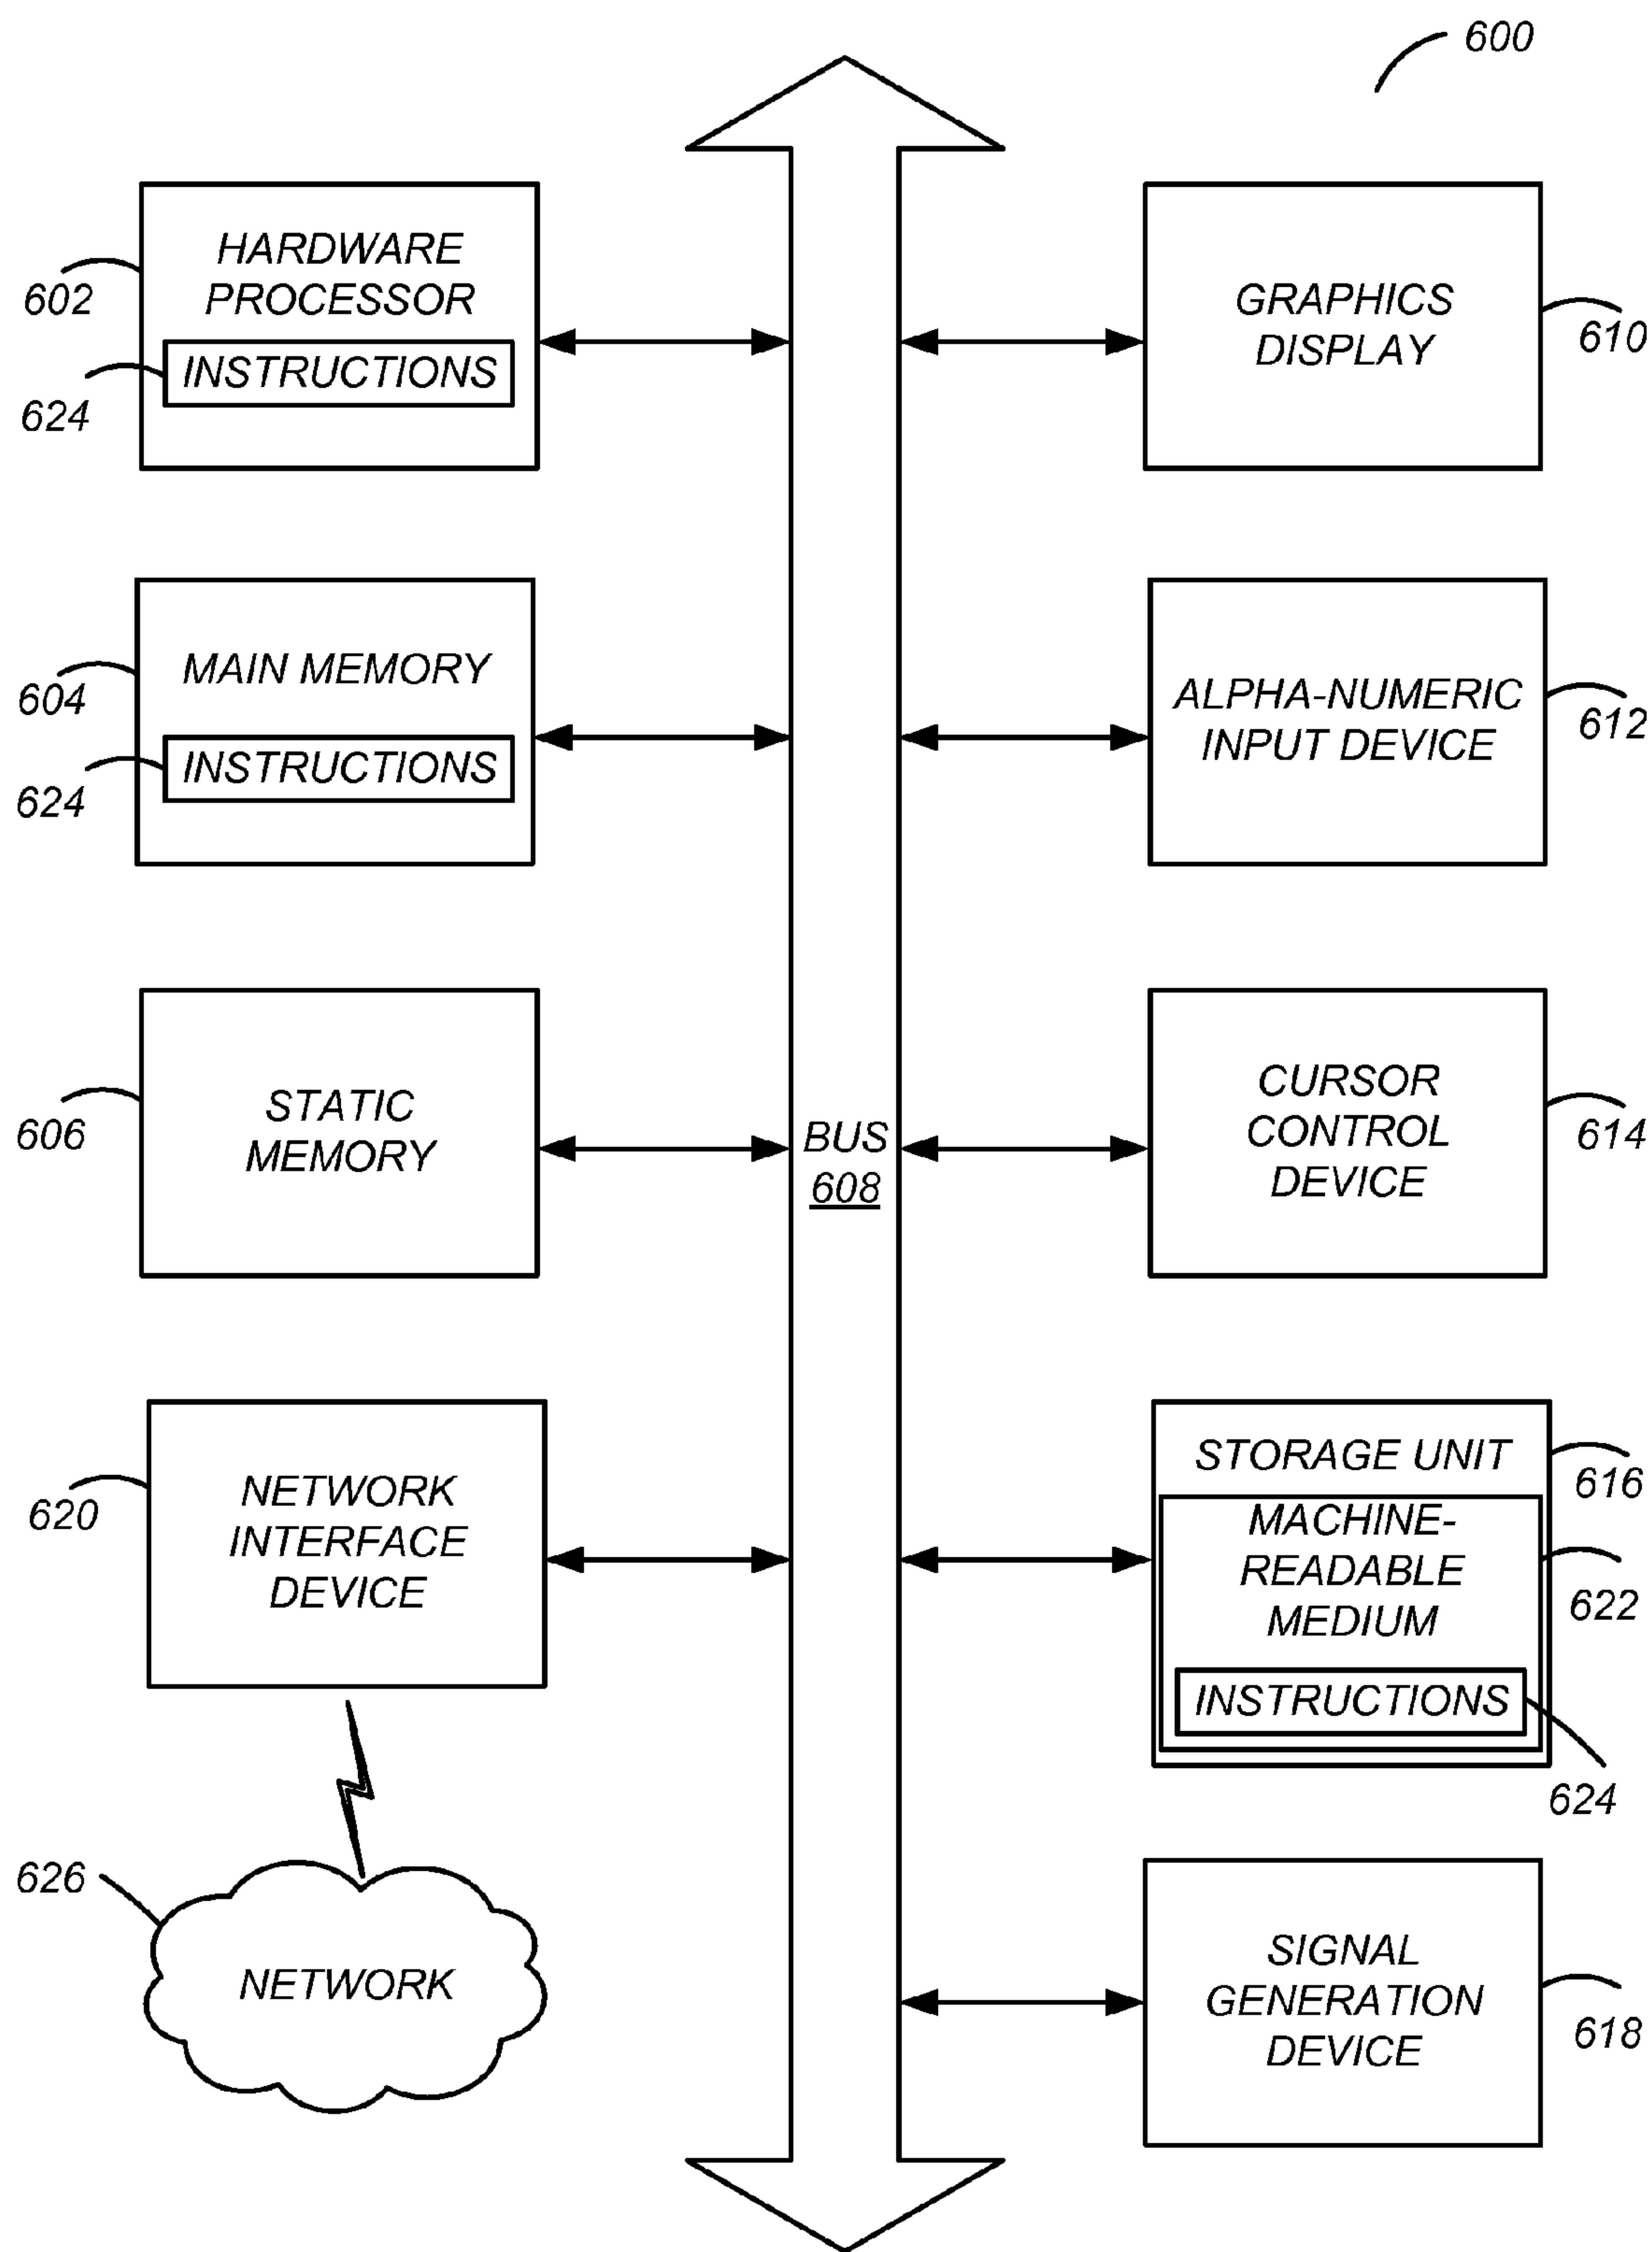 600
HARDWARE
PROCESSOR
INSTRUCTIONS
602
624
GRAPHICS
DISPLAY
610
MAIN MEMORY
INSTRUCTIONS
604
624
ALPHA-NUMERIC
INPUT DEVICE
612
STATIC
MEMORY
606
BUS
608
CURSOR
CONTROL
DEVICE
614
NETWORK
INTERFACE
DEVICE
620
STORAGE UNIT
616
MACHINE-
READABLE
MEDIUM
622
INSTRUCTIONS
624
626
NETWORK
SIGNAL
GENERATION
DEVICE
618